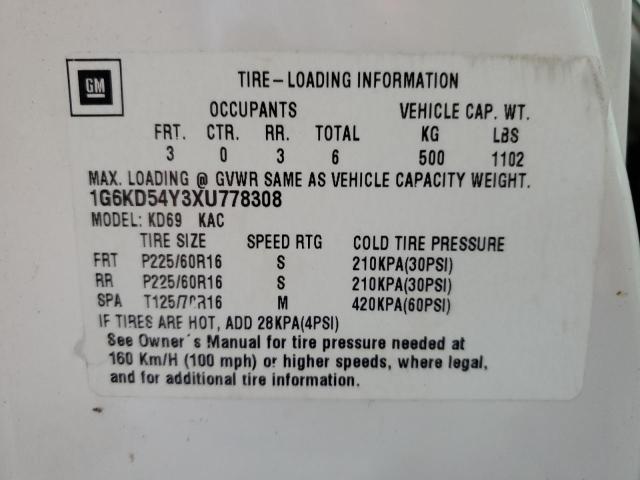 GM
TIRE-LOADING INFORMATION
OCCUPANTS VEHICLE CAP. WT.
FRT. CTR. RR. TOTAL KG LBS
3 0 3 6 500 1102
MAX. LOADING @ GVWR SAME AS VEHICLE CAPACITY WEIGHT.
1G6KD54Y3XU778308
MODEL: KD69 KAC
TIRE SIZE SPEED RTG COLD TIRE PRESSURE
FRT P225/60R16 S 210KPA(30PSI)
RR P225/60R16 S 210KPA(30PSI)
SPA T125/70R16 M 420KPA(60PSI)
IF TIRES ARE HOT, ADD 28KPA(4PSI)
See Owner's Manual for tire pressure needed at
160 Km/H (100 mph) or higher speeds, where legal,
and for additional tire information.